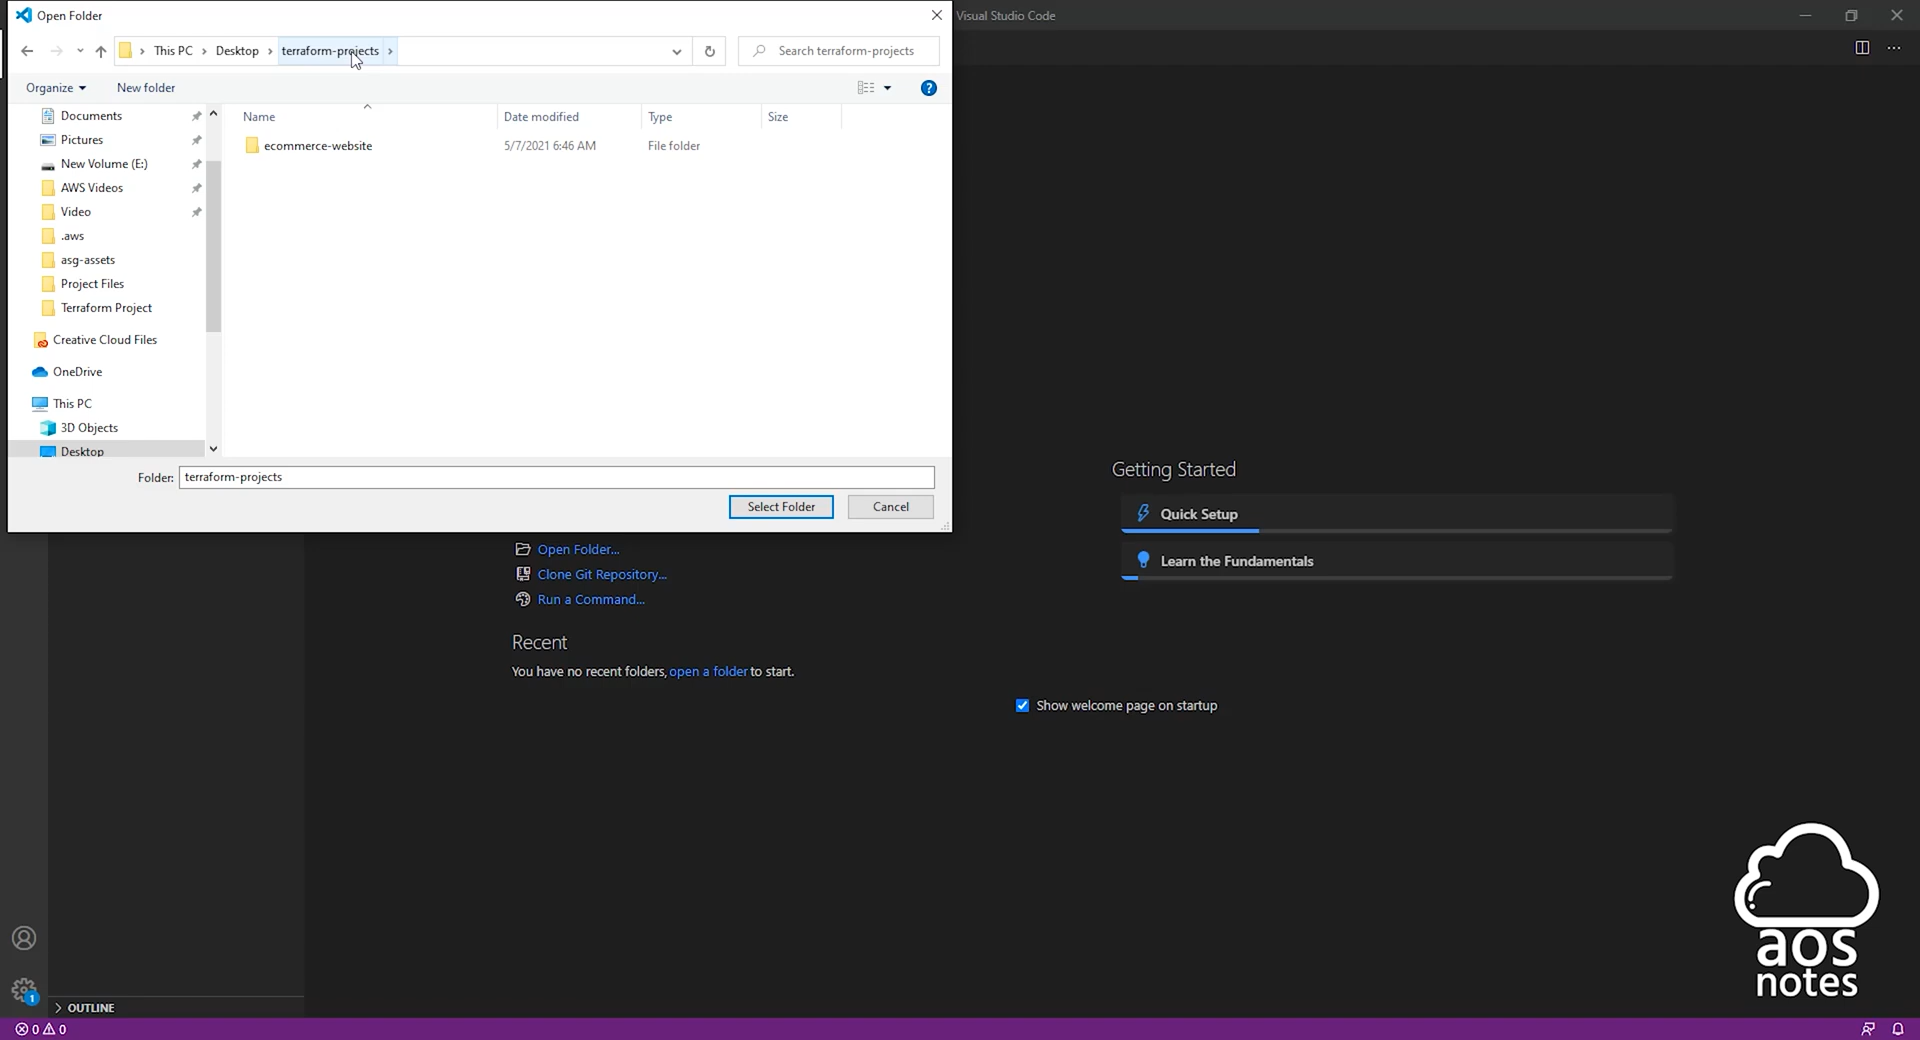 Open Folder
Visual Studio Code
This PC > Desktop > terraform-projects >
Search terraform-projects
Organize
New folder
?
Name
Date modified
Type
Size
ecommerce-website
5/7/2021 6:46 AM
File folder
Documents
Pictures
New Volume (E:)
AWS Videos
Video
.aws
asg-assets
Project Files
Terraform Project
Creative Cloud Files
OneDrive
This PC
3D Objects
Desktop
Folder: terraform-projects
Select Folder
Cancel
Open Folder...
Clone Git Repository...
Run a Command...
Recent
You have no recent folders, open a folder to start.
Getting Started
Quick Setup
Learn the Fundamentals
Show welcome page on startup
aos
notes
1
OUTLINE
0 0